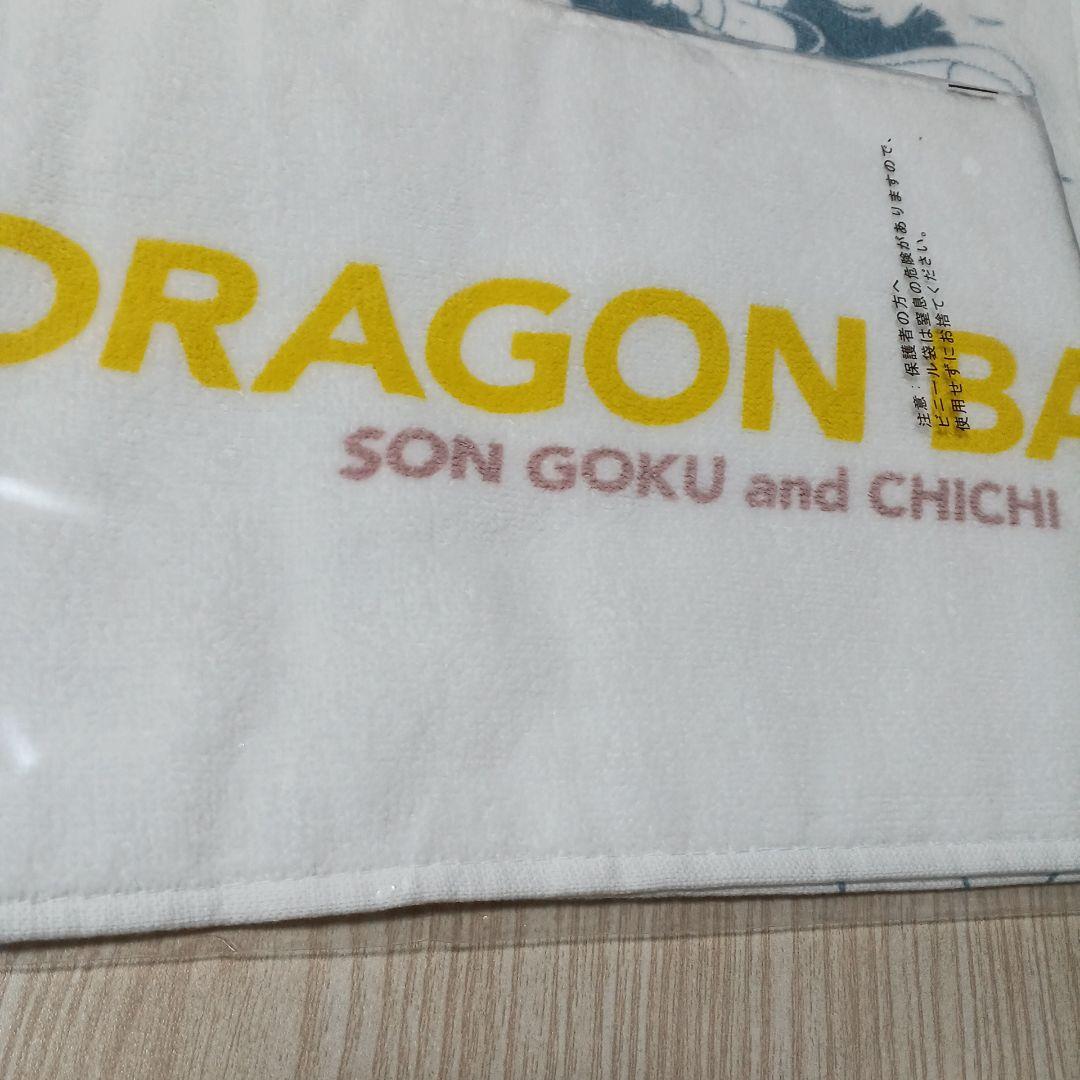 DRAGON BA
SON GOKU and CHICHI
注意：保護者の方へ
ビニール袋は窒息の危険がありますので、
使用せずにお捨てください。